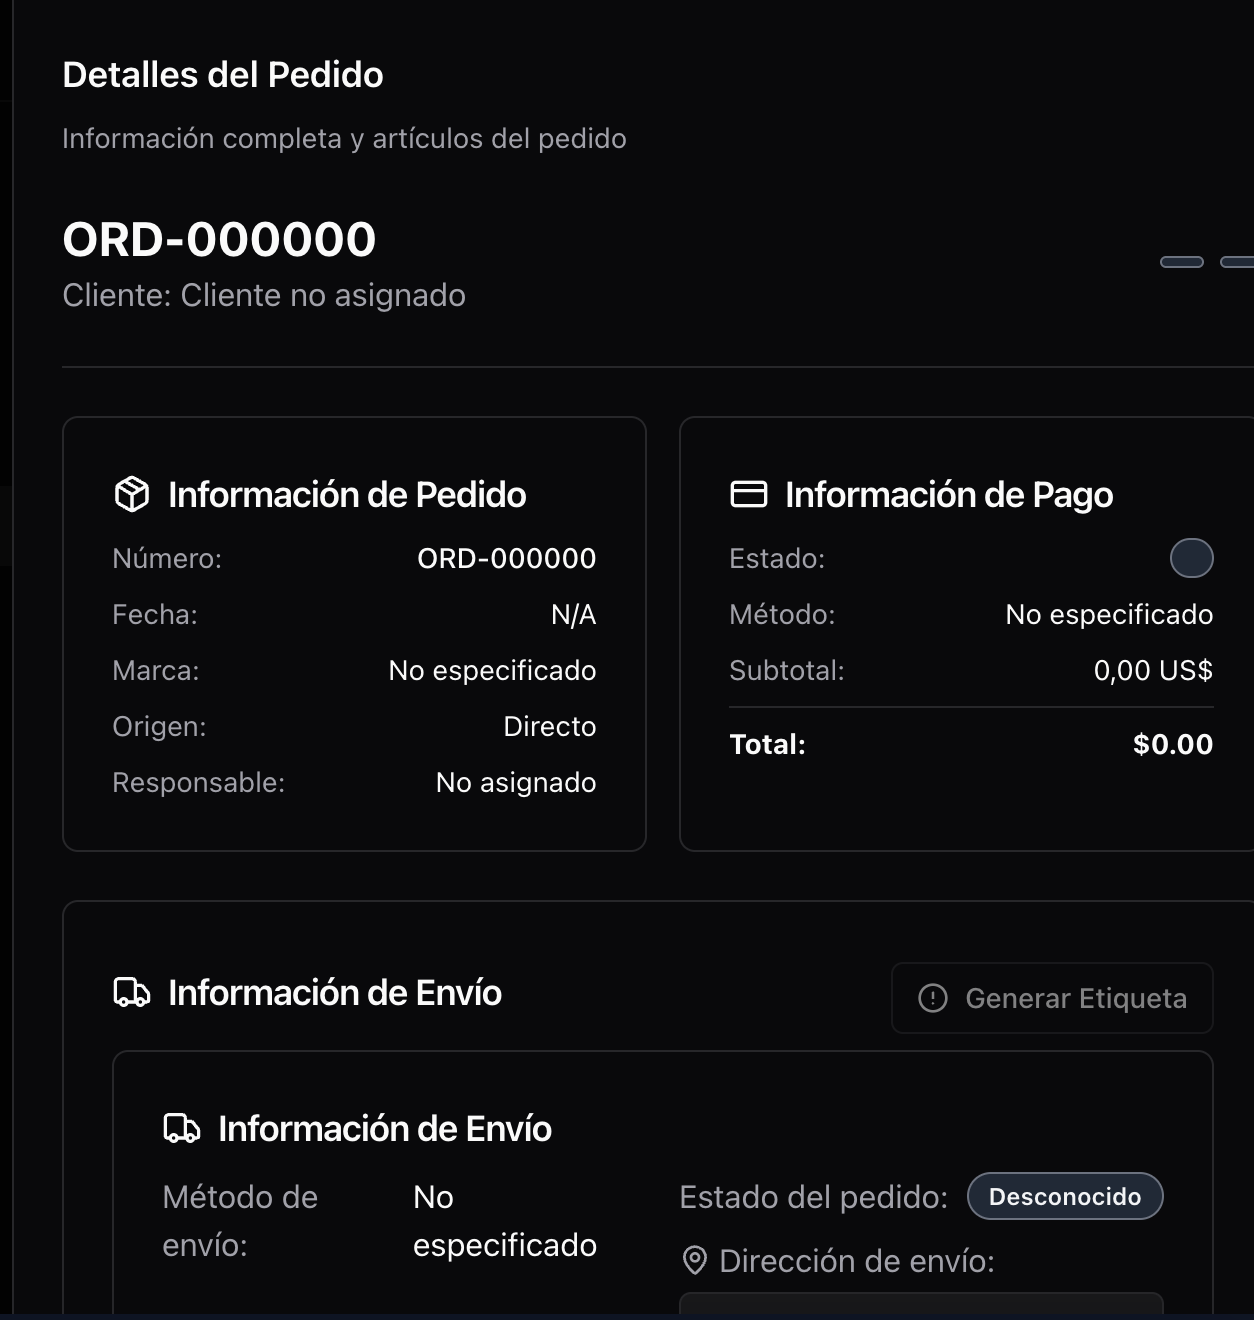 Detalles del Pedido
Información completa y artículos del pedido
ORD-000000
Cliente: Cliente no asignado
Información de Pedido
Número: ORD-000000
Fecha: N/A
Marca: No especificado
Origen: Directo
Responsable: No asignado
Información de Pago
Estado:
Método: No especificado
Subtotal: 0,00 US$
Total: $0.00
Información de Envío
Generar Etiqueta
Información de Envío
Método de envío:
No especificado
Estado del pedido: Desconocido
Dirección de envío: